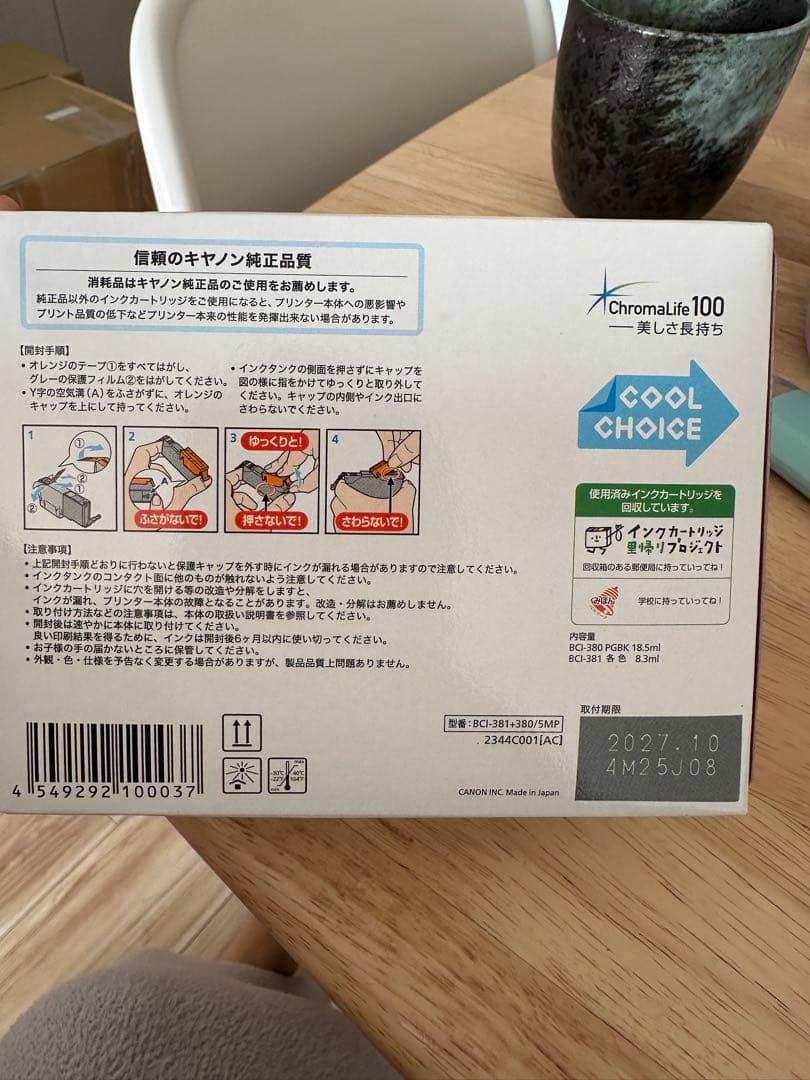 信頼のキヤノン純正品質
消耗品はキヤノン純正品のご使用をお薦めします。
純正品以外のインクカートリッジをご使用になると、プリンター本体への悪影響や
プリント品質の低下などプリンター本来の性能を発揮出来ない場合があります。
ChromaLife100
美しさ長持ち
【開封手順】
・オレンジのテープ①をすべてはがし、
グレーの保護フィルム②をはがしてください。
・Y字の空気溝(A)をふさがずに、オレンジの
キャップを上にして持ってください。
・インクタンクの側面を押さずにキャップを
図の様に指をかけてゆっくりと取り外して
ください。キャップの内側やインク出口に
さわらないでください。
COOL
CHOICE
1
①
②
①
②
2
A
ふさがないで!
3
ゆっくりと!
押さないで!
4
さわらないで!
使用済みインクカートリッジを
回収しています。
インクカートリッジ
里帰りプロジェクト
回収箱のある郵便局に持っていってね!
みほん
学校に持っていってね!
【注意事項】
・上記開封手順どおりに行わないと保護キャップを外す時にインクが漏れる場合がありますので注意してください。
・インクタンクのコンタクト面に他のものが触れないよう注意してください。
・インクカートリッジに穴を開ける等の改造や分解をしますと、
インクが漏れ、プリンター本体の故障となることがあります。改造・分解はお薦めしません。
・取り付け方法などの注意事項は、本体の取扱い説明書を参照してください。
・開封後は速やかに本体に取り付けてください。
良い印刷結果を得るために、インクは開封後6ヶ月以内に使い切ってください。
・お子様の手の届かないところに保管してください。
・外観・色・仕様を予告なく変更する場合がありますが、製品品質上問題ありません。
内容量
BCI-380 PGBK 18.5ml
BCI-381 各色 8.3ml
取付期限
2027.10
4M25J08
型番:BCI-381+380/5MP
2344C001[AC]
CANON INC. Made in Japan
4 549292 100037
max
-30℃
-22°F
40℃
104°F
max